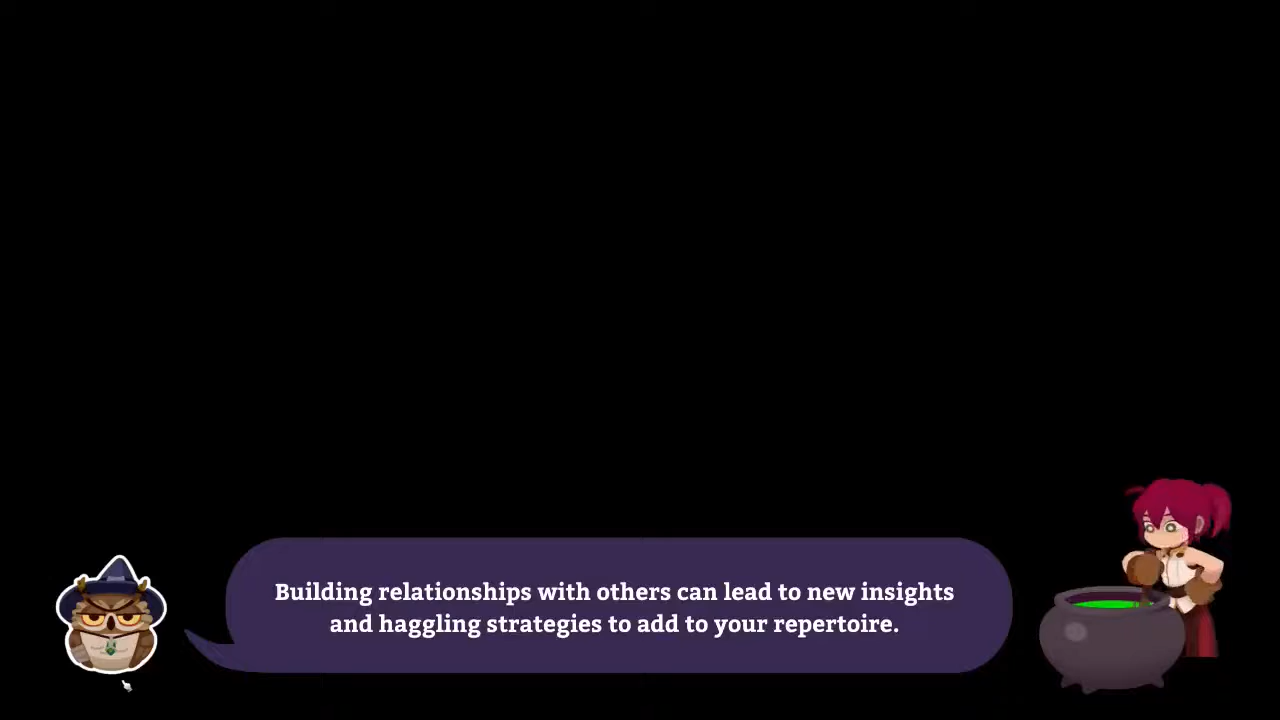 Building relationships with others can lead to new insights
and haggling strategies to add to your repertoire.